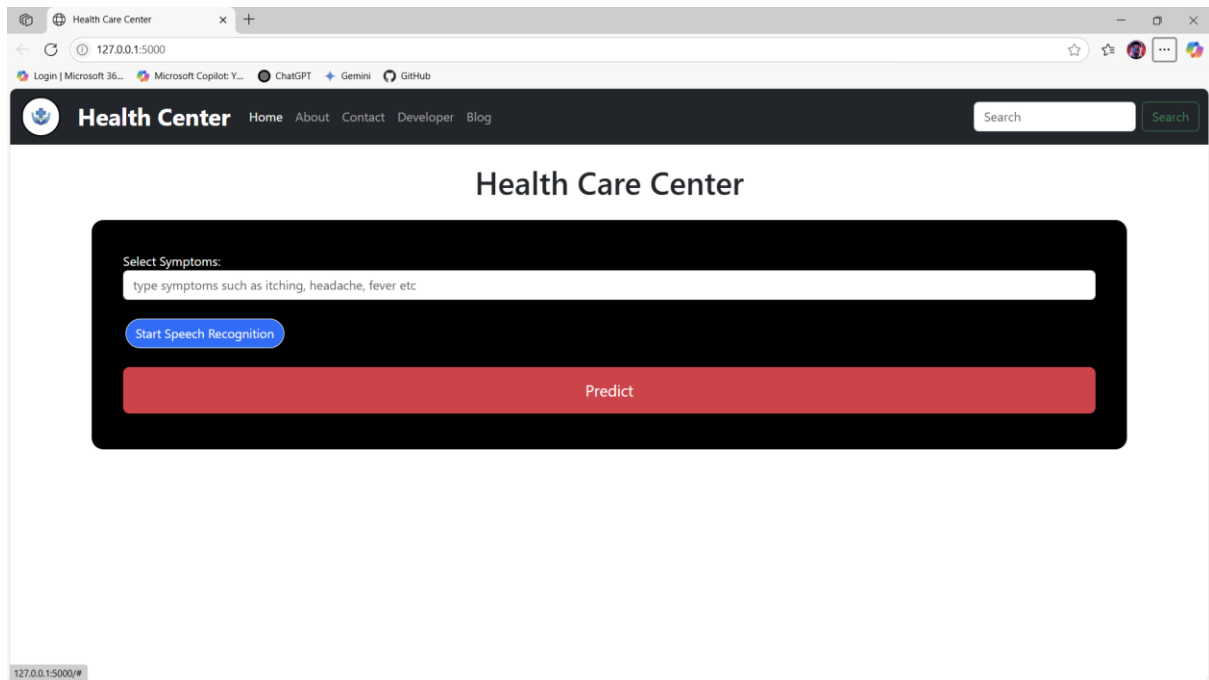 Health Care Center
127.0.0.1:5000
Login | Microsoft 36... Microsoft Copilot: Y... ChatGPT Gemini GitHub
Health Center Home About Contact Developer Blog Search Search
Health Care Center
Select Symptoms:
type symptoms such as itching, headache, fever etc
Start Speech Recognition
Predict
127.0.0.1:5000/#